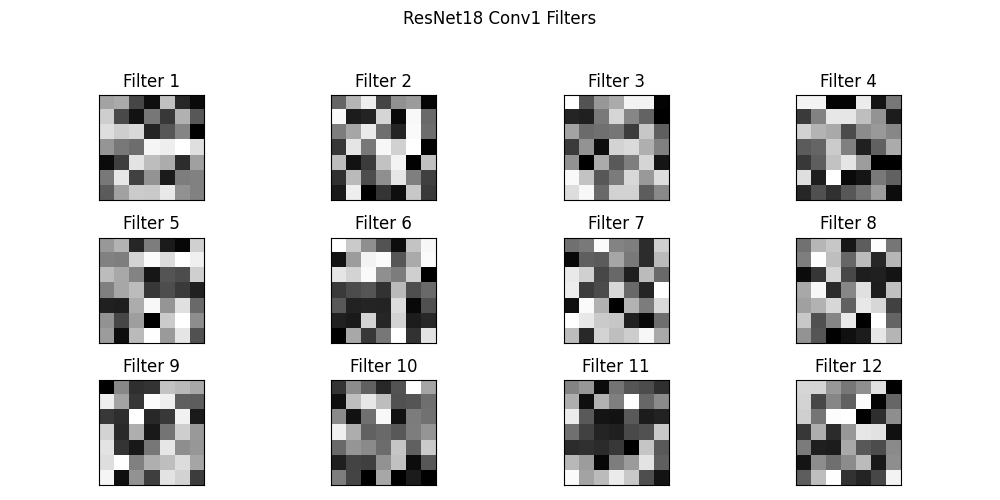 ResNet18 Conv1 Filters
Filter 1
Filter 2
Filter 3
Filter 4
Filter 5
Filter 6
Filter 7
Filter 8
Filter 9
Filter 10
Filter 11
Filter 12